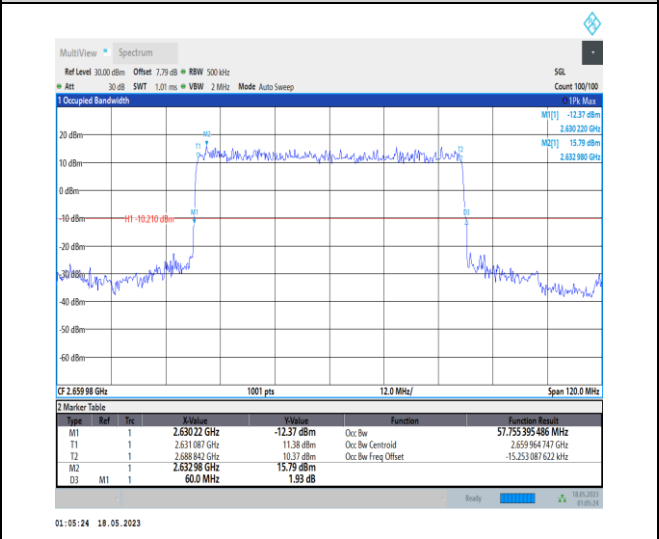 MultiView Spectrum
Ref Level 30.00 dBm Offset 7.79 dB RBW 500 kHz SGL
Att 30 dB SWT 1.01 ms VBW 2 MHz Mode Auto Sweep Count 100/100
1 Occupied Bandwidth 1Pk Max
M1[1] -12.37 dBm
2.630 220 GHz
M2[1] 15.79 dBm
2.632 980 GHz
20 dBm
M2
T1
T2
10 dBm
0 dBm
M1
D3
-10 dBm
H1 -10.210 dBm
-20 dBm
-30 dBm
-40 dBm
-50 dBm
-60 dBm
CF 2.659 98 GHz 1001 pts 12.0 MHz/ Span 120.0 MHz
2 Marker Table
Type Ref Trc X-Value Y-Value Function Function Result
M1 1 2.630 22 GHz -12.37 dBm Occ Bw 57.755 395 486 MHz
T1 1 2.631 087 GHz 11.38 dBm Occ Bw Centroid 2.659 964 747 GHz
T2 1 2.688 842 GHz 10.37 dBm Occ Bw Freq Offset -15.253 087 622 kHz
M2 1 2.632 98 GHz 15.79 dBm
D3 M1 1 60.0 MHz 1.93 dB
Ready 18.05.2023
01:05:24
01:05:24 18.05.2023